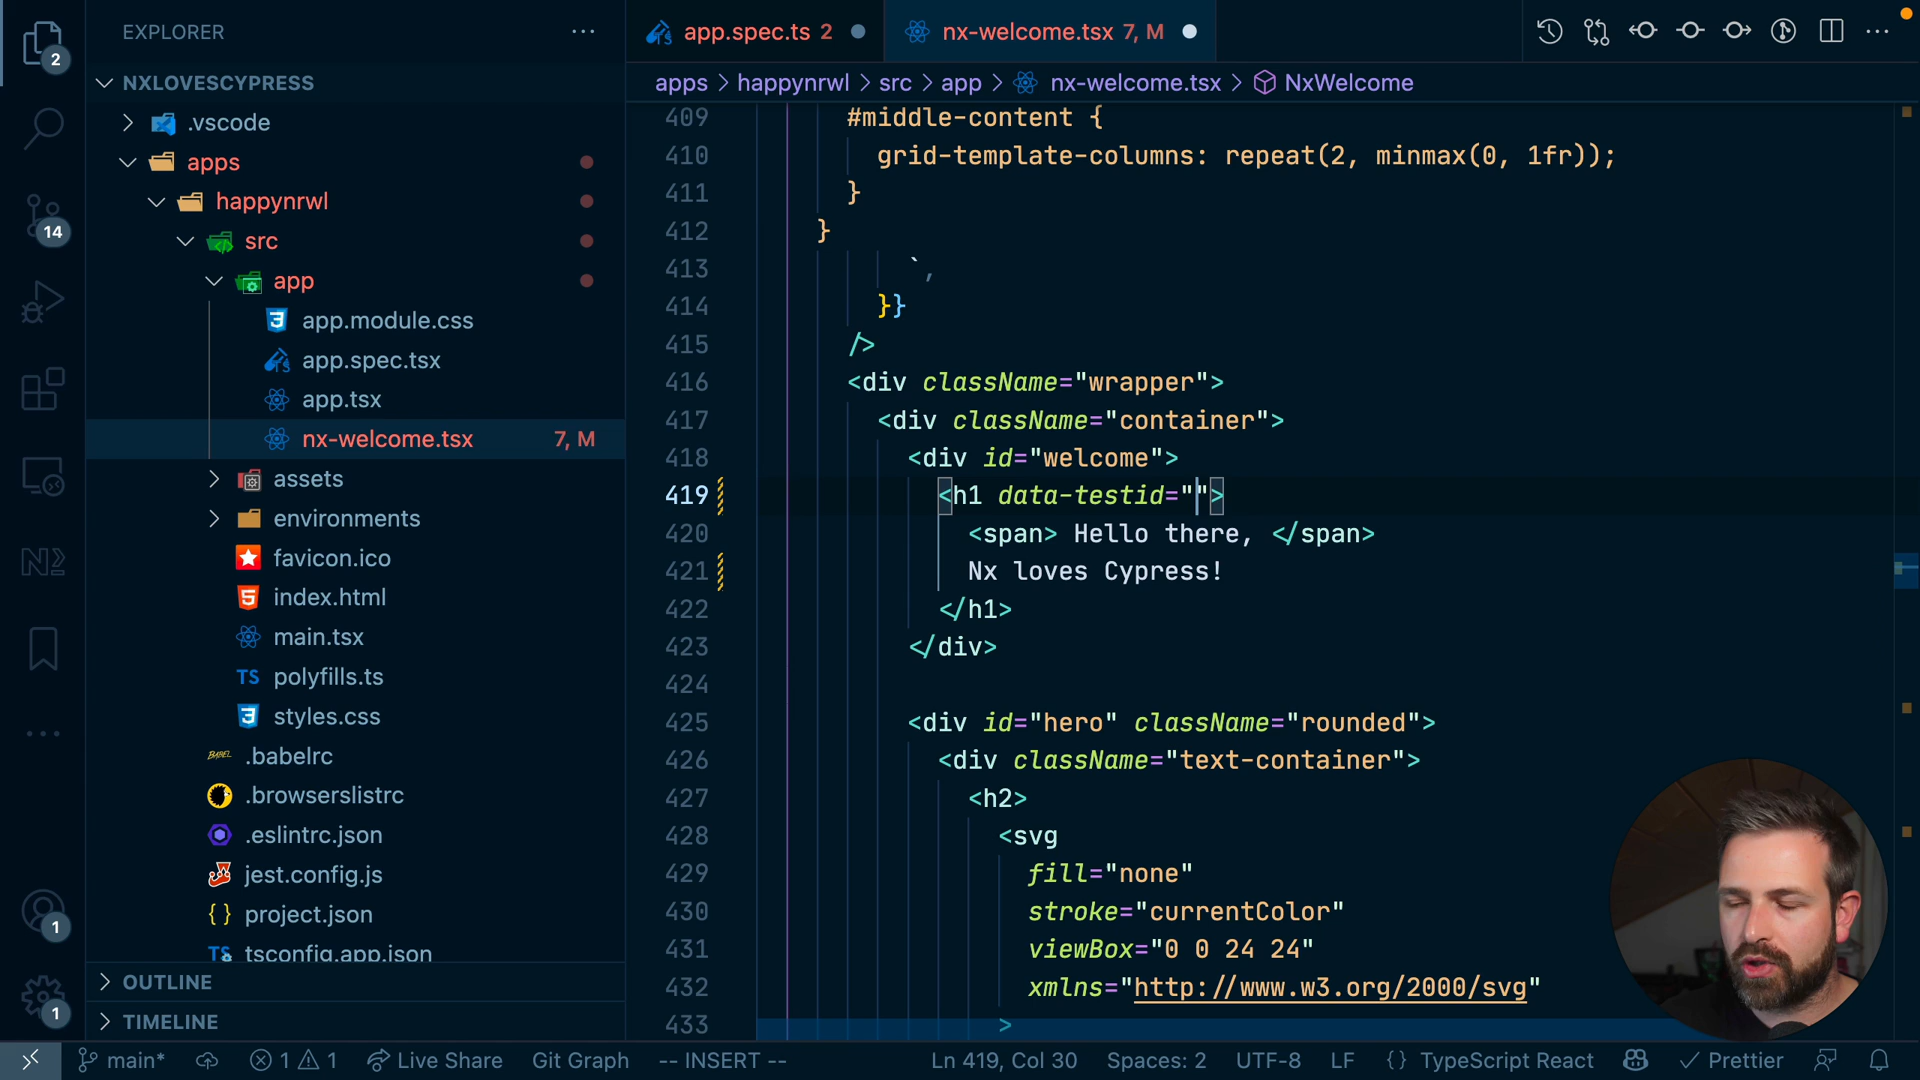 2
EXPLORER
app.spec.ts 2
nx-welcome.tsx 7, M
NXLOVESCYPRESS
apps > happynrwl > src > app > nx-welcome.tsx > NxWelcome
.vscode
apps
happynrwl
14
src
app
app.module.css
app.spec.tsx
app.tsx
nx-welcome.tsx 7, M
assets
environments
favicon.ico
index.html
main.tsx
TS polyfills.ts
styles.css
BABEL .babelrc
.browserslistrc
.eslintrc.json
jest.config.js
1
{ } project.json
TS tsconfig.app.json
OUTLINE
1
TIMELINE
409 #middle-content {
410 grid-template-columns: repeat(2, minmax(0, 1fr));
411 }
412 }
413 `,
414 }}
415 />
416 <div className="wrapper">
417 <div className="container">
418 <div id="welcome">
419 <h1 data-testid="">
420 <span> Hello there, </span>
421 Nx loves Cypress!
422 </h1>
423 </div>
424
425 <div id="hero" className="rounded">
426 <div className="text-container">
427 <h2>
428 <svg
429 fill="none"
430 stroke="currentColor"
431 viewBox="0 0 24 24"
432 xmlns="http://www.w3.org/2000/svg"
433 >
main* 1 1 Live Share Git Graph -- INSERT -- Ln 419, Col 30 Spaces: 2 UTF-8 LF { } TypeScript React Prettier